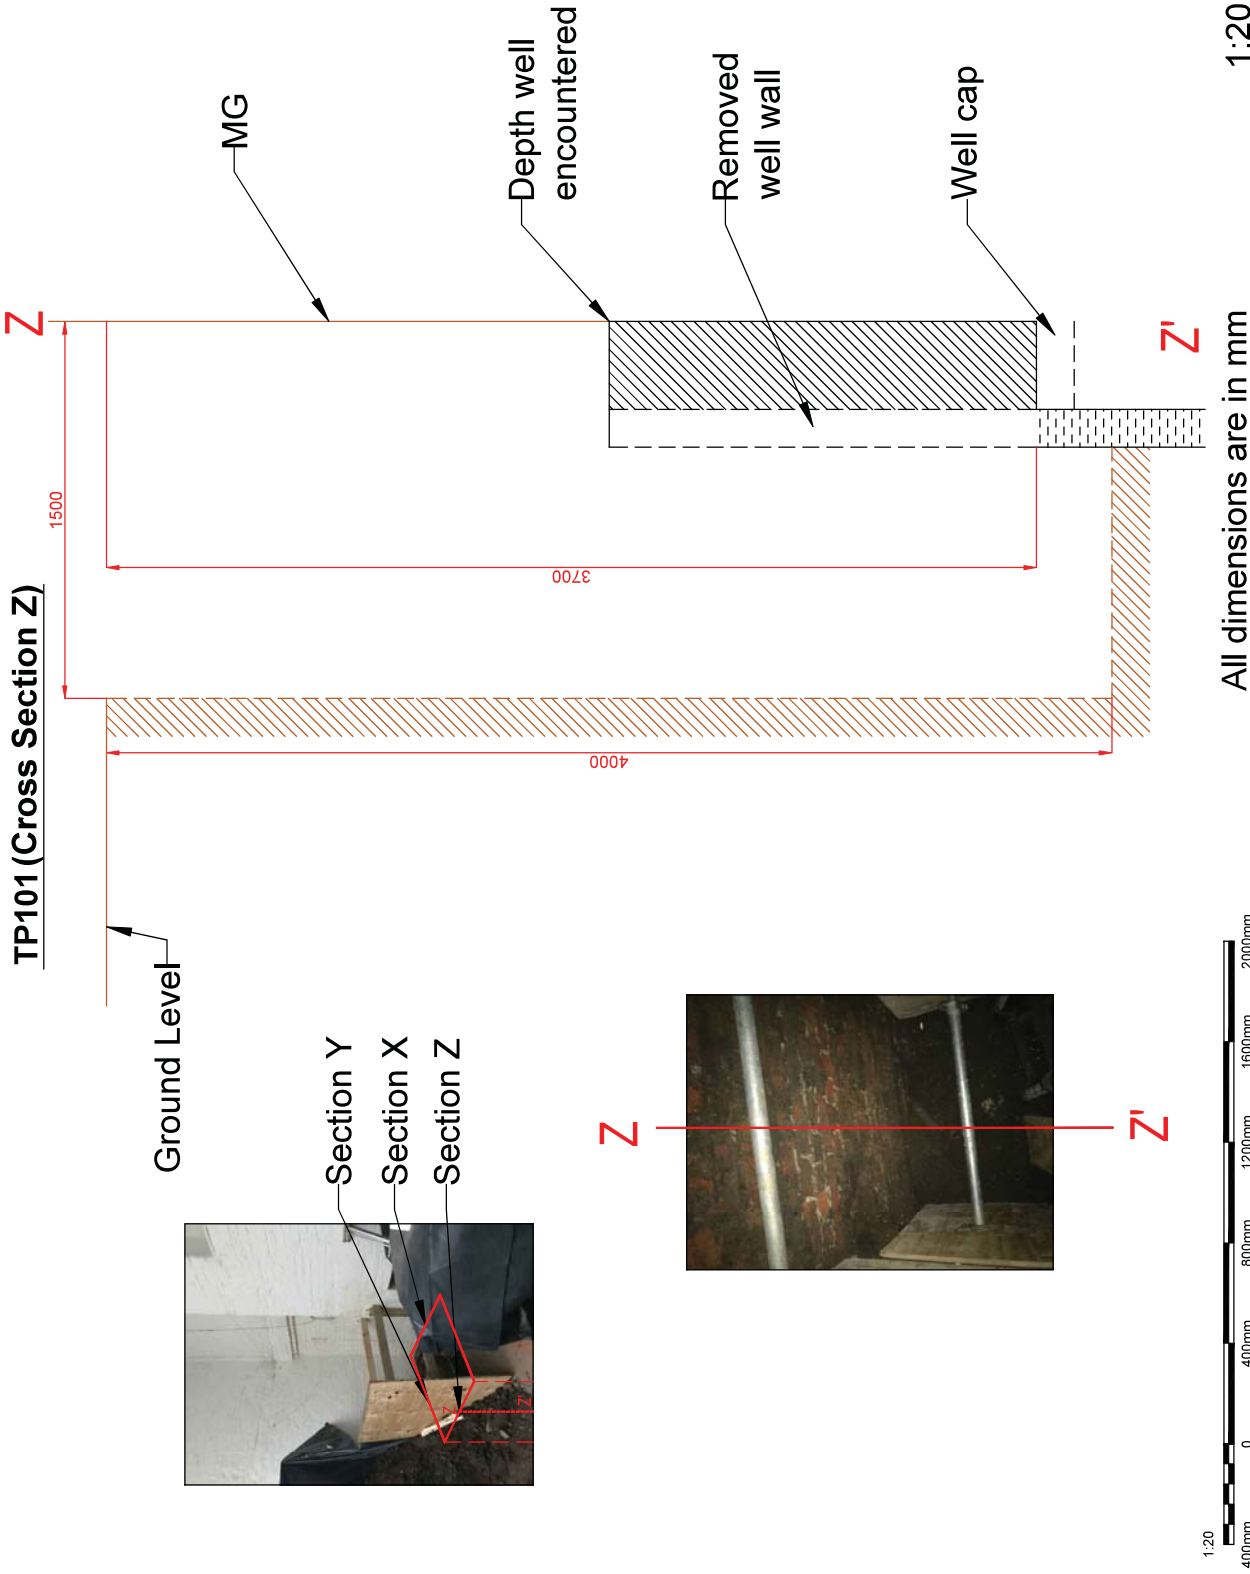 TP101 (Cross Section Z)
Z
1500
MG
Ground Level
3700
4000
Depth well
encountered
Removed
well wall
Well cap
Z'
Section Y
Section X
Section Z
Z
Z
Z
Z'
All dimensions are in mm
1:20
1:20
400mm
0
400mm
800mm
1200mm
1600mm
2000mm